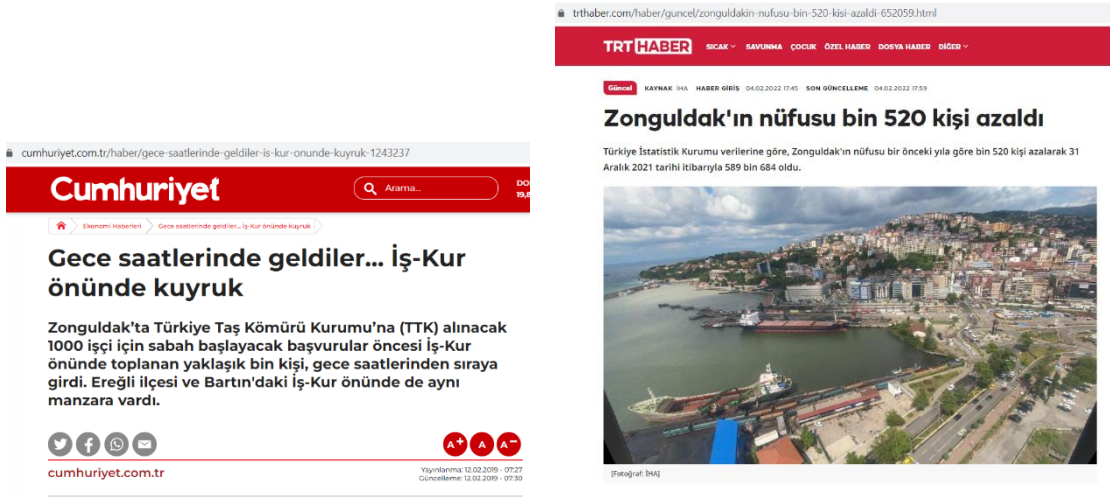 cumhuriyet.com.tr/haber/gece-saatlerinde-geldiler-is-kur-onunde-kuyruk-1243237
Cumhuriyet
Arama...
DO
19,8
Ekonomi Haberleri
Gece saatlerinde geldiler... İş-Kur önünde kuyruk
Gece saatlerinde geldiler... İş-Kur
önünde kuyruk
Zonguldak’ta Türkiye Taş Kömürü Kurumu’na (TTK) alınacak
1000 işçi için sabah başlayacak başvurular öncesi İş-Kur
önünde toplanan yaklaşık bin kişi, gece saatlerinden sıraya
girdi. Ereğli ilçesi ve Bartın'daki İş-Kur önünde de aynı
manzara vardı.
A+ A A-
cumhuriyet.com.tr
Yayınlanma: 12.02.2019 - 07:27
Güncelleme: 12.02.2019 - 07:30
trthaber.com/haber/guncel/zonguldakin-nufusu-bin-520-kisi-azaldi-652059.html
TRT HABER SICAK SAVUNMA ÇOCUK ÖZEL HABER DOSYA HABER DİĞER
Güncel KAYNAK İHA HABER GİRİŞ 04.02.2022 17:45 SON GÜNCELLEME 04.02.2022 17:59
Zonguldak'ın nüfusu bin 520 kişi azaldı
Türkiye İstatistik Kurumu verilerine göre, Zonguldak'ın nüfusu bir önceki yıla göre bin 520 kişi azalarak 31
Aralık 2021 tarihi itibarıyla 589 bin 684 oldu.
[Fotoğraf: İHA]